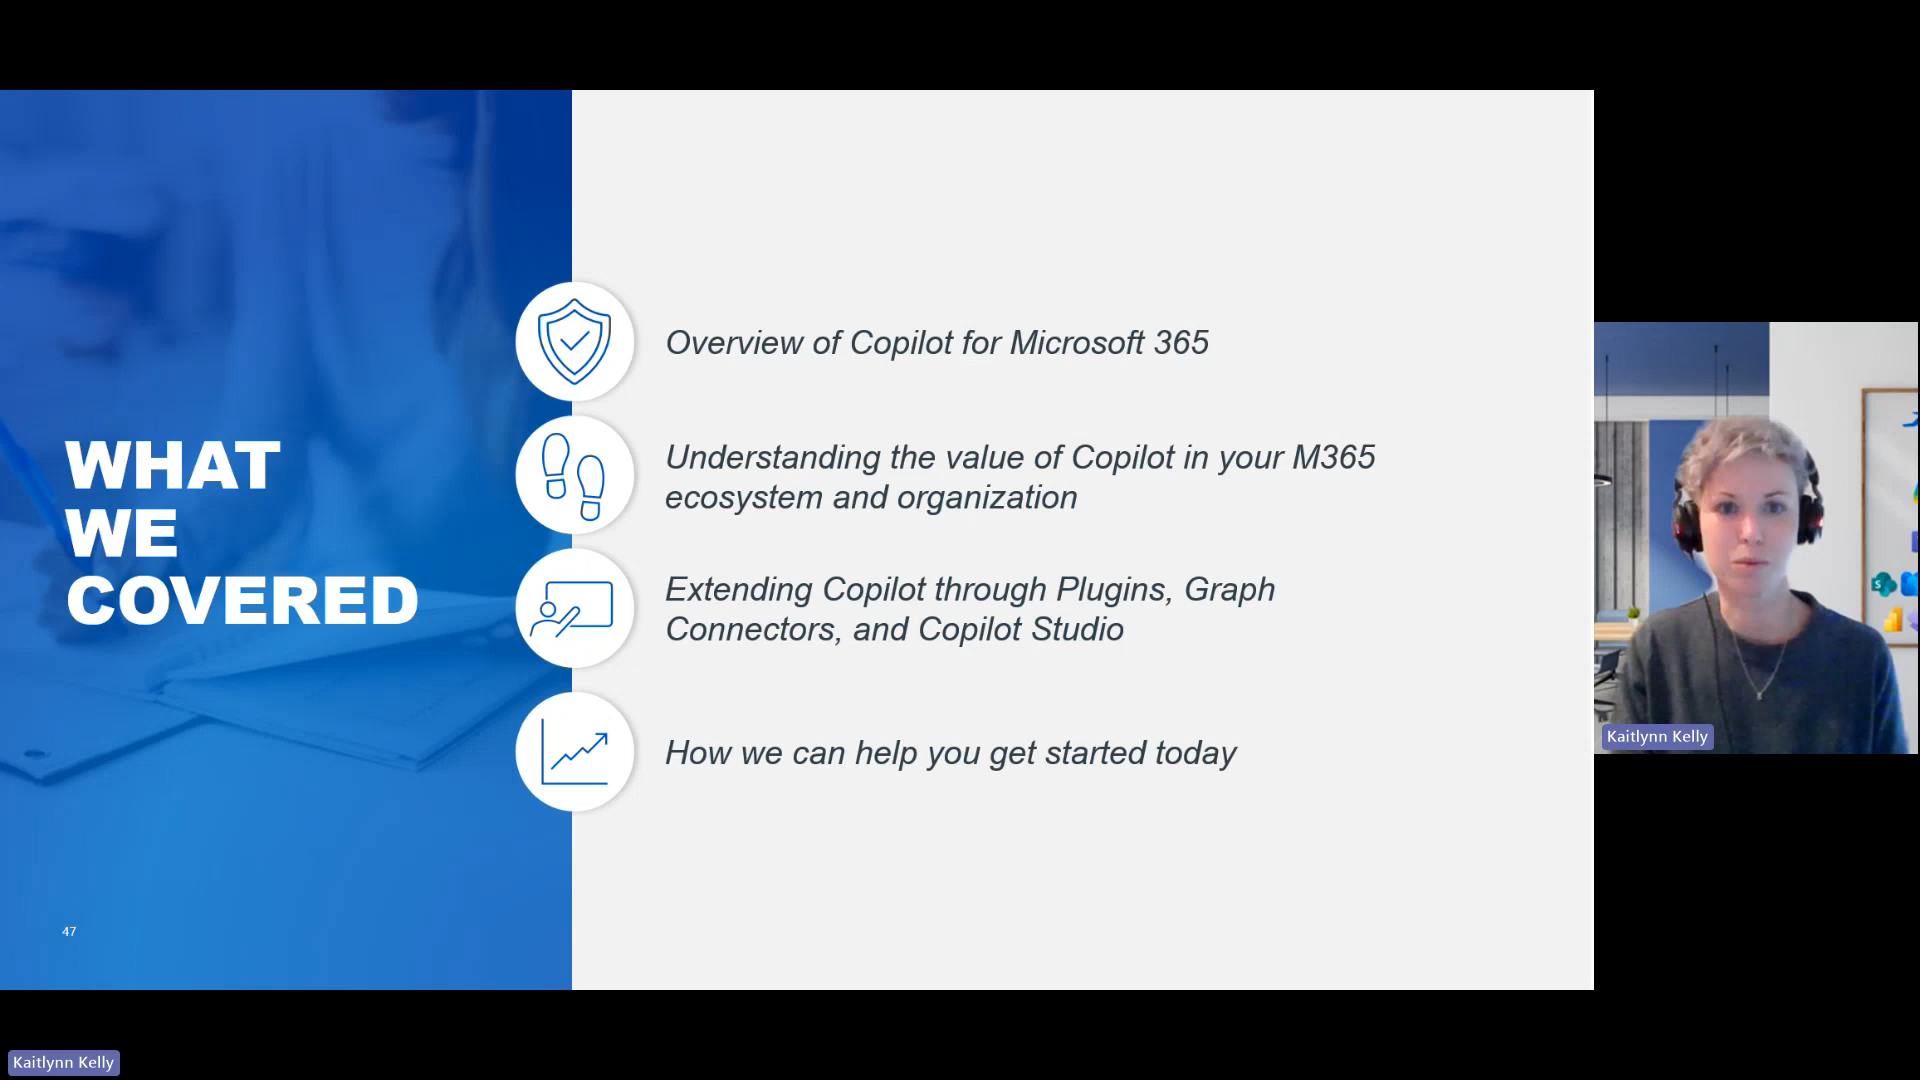 WHAT
WE
COVERED
Overview of Copilot for Microsoft 365
Understanding the value of Copilot in your M365
ecosystem and organization
Extending Copilot through Plugins, Graph
Connectors, and Copilot Studio
How we can help you get started today
47
Kaitlynn Kelly
Kaitlynn Kelly